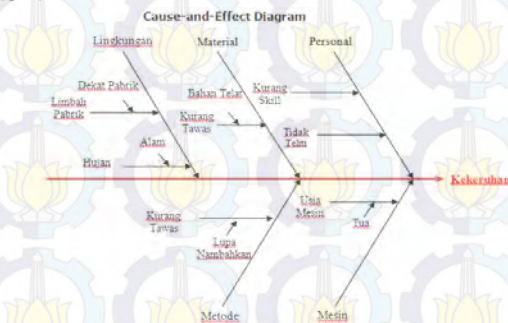 Cause-and-Effect Diagram
Lingkungan
Material
Personal
Dekat Pabrik
Limbah
Pabrik
Alam
Hujan
Bahan Telat
Kurang
Tawas
Kurang
Skill
Tidak
Teliti
Kekeruhan
Kurang
Tawas
Lupa
Nambahkan
Usia
Mesin
Tua
Metode
Mesin